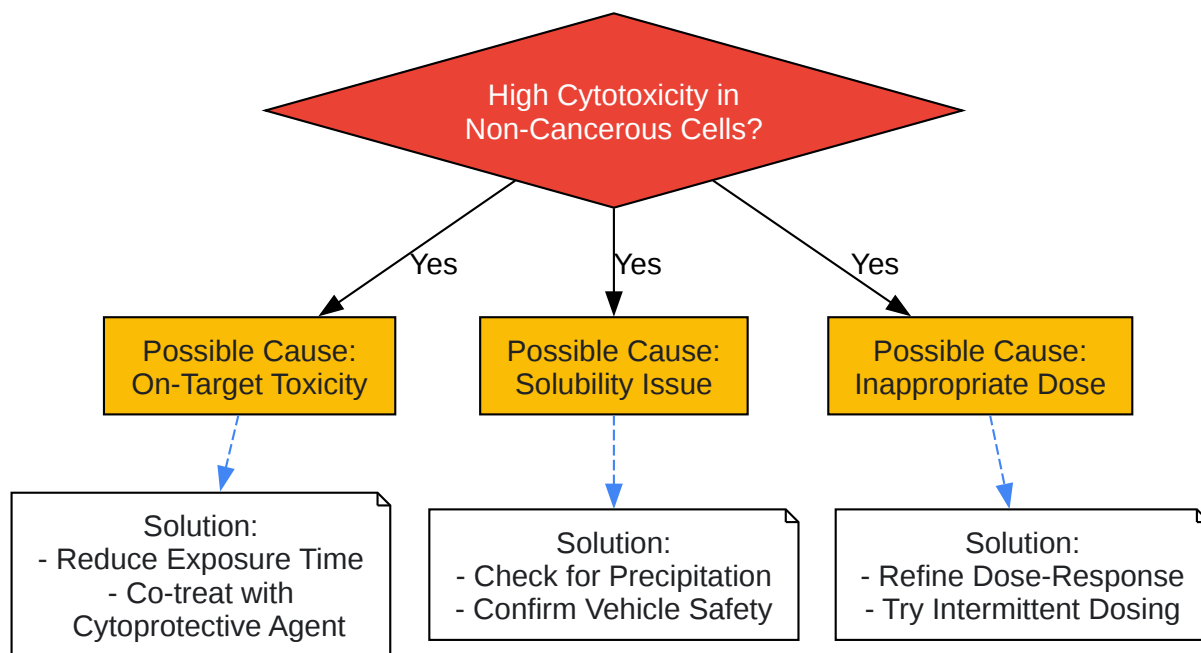 High Cytotoxicity in
Non-Cancerous Cells?
Yes
Yes
Yes
Possible Cause:
On-Target Toxicity
Possible Cause:
Solubility Issue
Possible Cause:
Inappropriate Dose
Solution:
- Reduce Exposure Time
- Co-treat with
Cytoprotective Agent
Solution:
- Check for Precipitation
- Confirm Vehicle Safety
Solution:
- Refine Dose-Response
- Try Intermittent Dosing